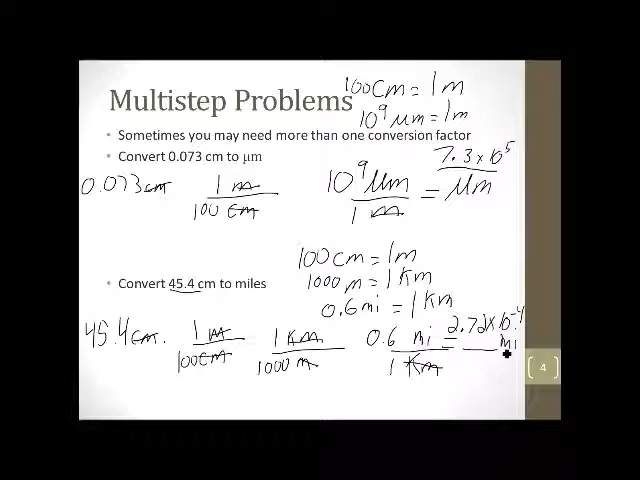 100cm = 1m
Multistep Problems
10⁹ μm = 1m
• Sometimes you may need more than one conversion factor
• Convert 0.073 cm to μm
7.3 x 10⁵
0.073cm 1 m 10⁹ μm = μm
100 cm 1 m
100cm = 1m
1000 m = 1 Km
• Convert 45.4 cm to miles
0.6 mi = 1 Km
45.4 cm. 1 m 1 Km 0.6 mi = 2.72x10⁻⁴
100cm 1000 m 1 Km mi
4